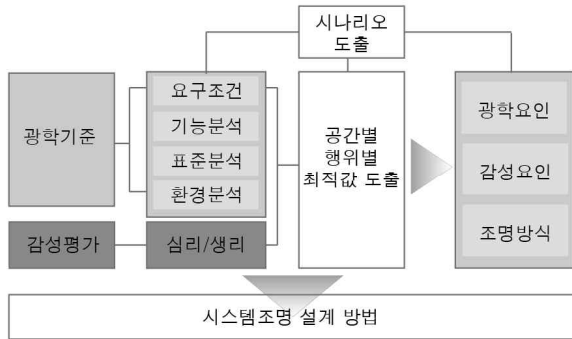 시나리오
도출
광학기준
요구조건
기능분석
표준분석
환경분석
감성평가
심리/생리
공간별
행위별
최적값 도출
광학요인
감성요인
조명방식
시스템조명 설계 방법